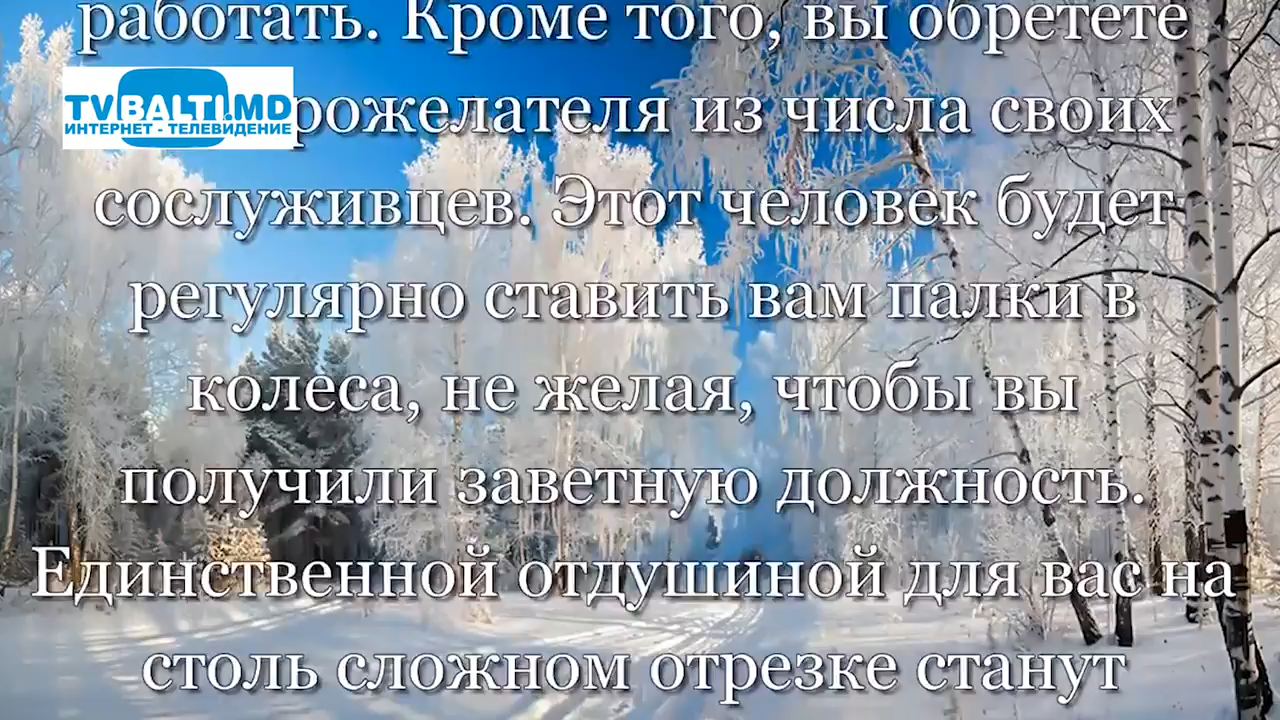 работать. Кроме того, вы обретете
TVBALTI.MD
ИНТЕРНЕТ - ТЕЛЕВИДЕНИЕ
рожелателя из числа своих
сослуживцев. Этот человек будет
регулярно ставить вам палки в
колеса, не желая, чтобы вы
получили заветную должность.
Единственной отдушиной для вас на
столь сложном отрезке станут